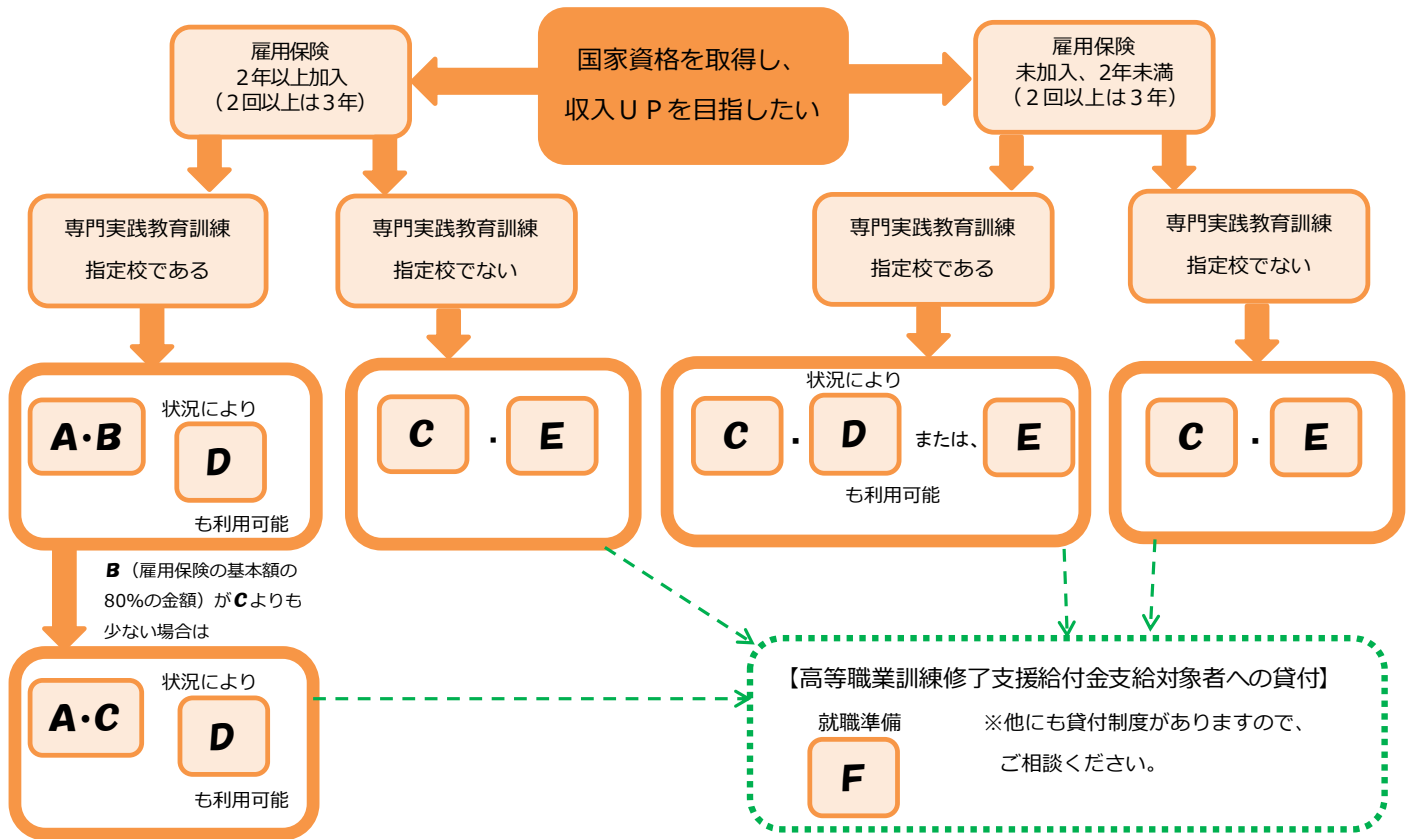 国家資格を取得し、
収入ＵＰを目指したい
雇用保険
２年以上加入
（２回以上は３年）
雇用保険
未加入、2年未満
（２回以上は３年）
専門実践教育訓練
指定校である
専門実践教育訓練
指定校でない
専門実践教育訓練
指定校である
専門実践教育訓練
指定校でない
A・B
状況により
D
も利用可能
C ・ E
状況により
C ・ D または、 E
も利用可能
C ・ E
B（雇用保険の基本額の
80%の金額）がCよりも
少ない場合は
A・C
状況により
D
も利用可能
【高等職業訓練修了支援給付金支給対象者への貸付】
就職準備
F
※他にも貸付制度がありますので、
ご相談ください。